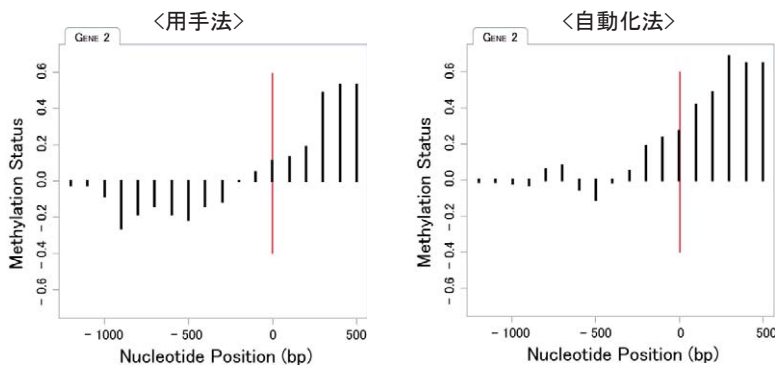 <用手法>
GENE 2
Methylation Status
0.6
0.4
0.2
0.0
- 0.2
- 0.4
- 0.6
- 1000
- 500
0
500
Nucleotide Position (bp)
<自動化法>
GENE 2
Methylation Status
0.6
0.4
0.2
0.0
- 0.2
- 0.4
- 0.6
- 1000
- 500
0
500
Nucleotide Position (bp)